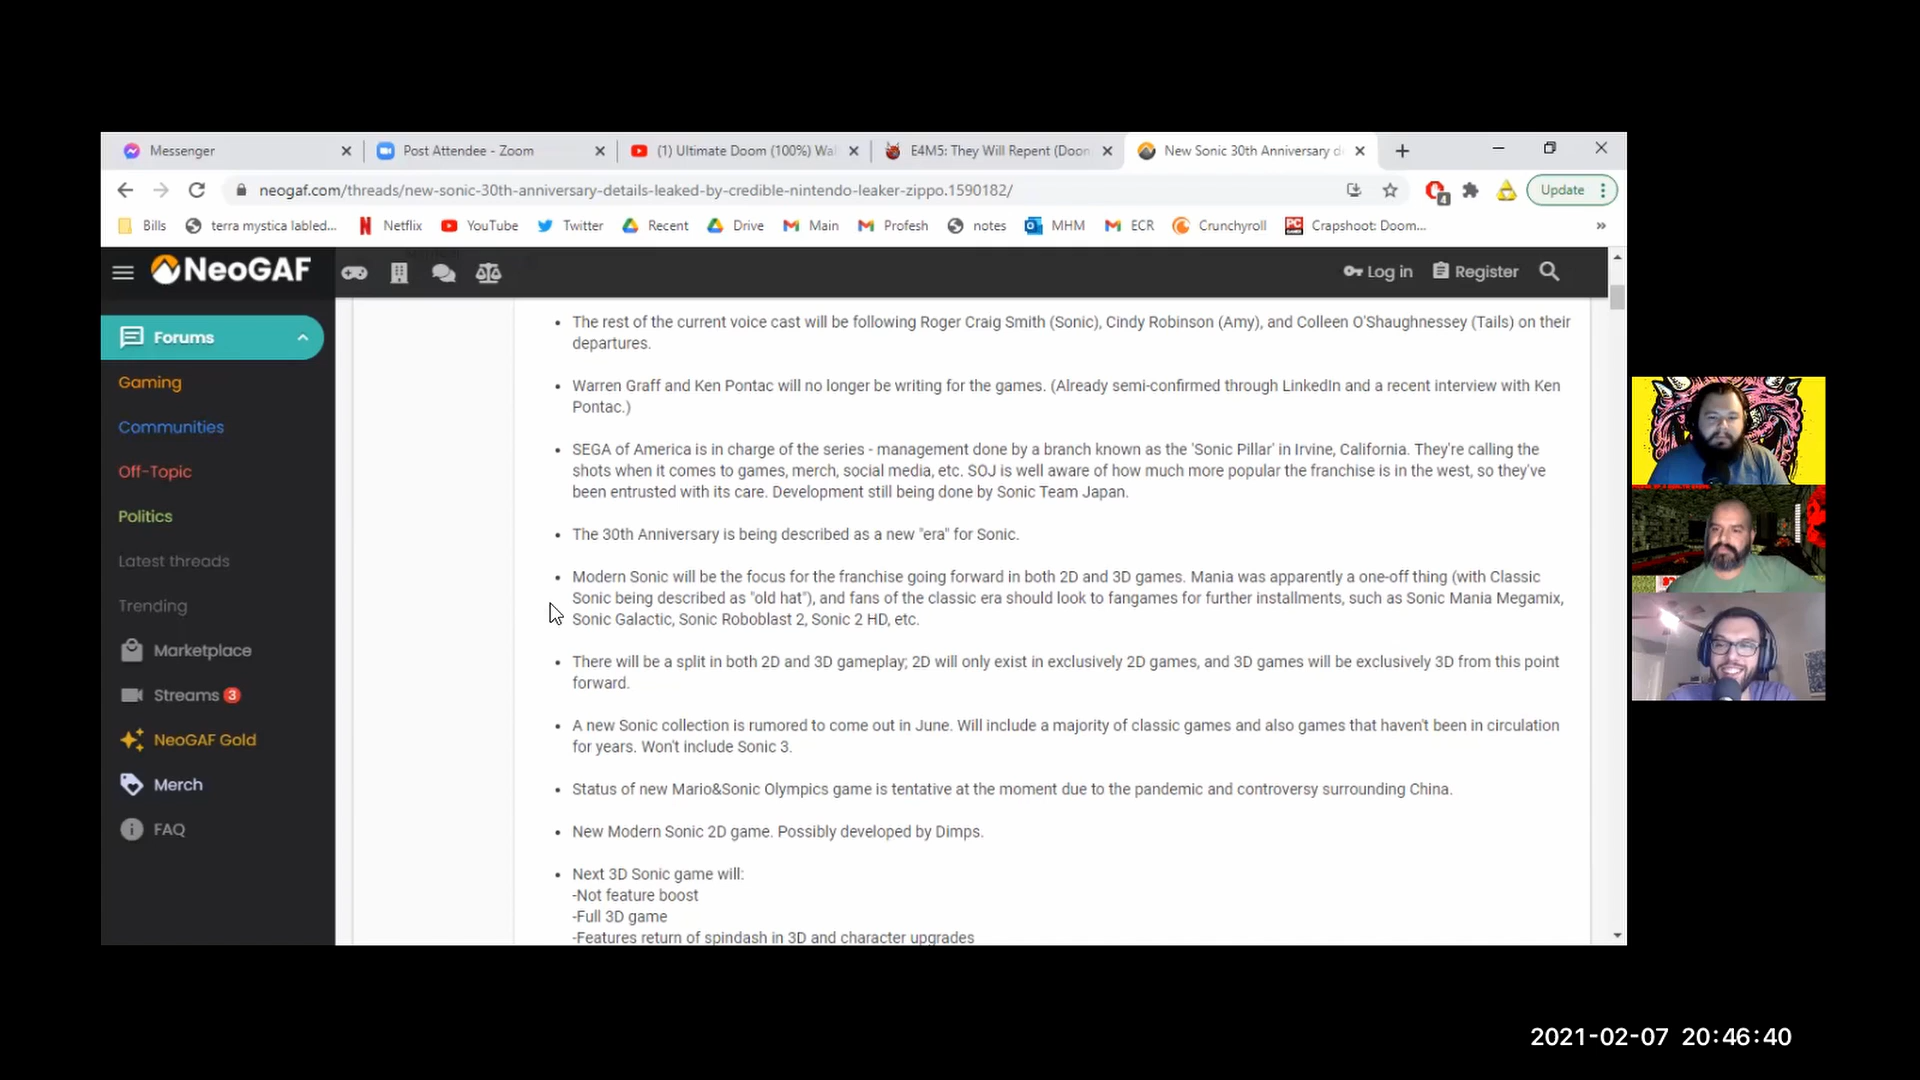 Messenger
Post Attendee - Zoom
(1) Ultimate Doom (100%) Wal
E4M5: They Will Repent (Doom
New Sonic 30th Anniversary d
neogaf.com/threads/new-sonic-30th-anniversary-details-leaked-by-credible-nintendo-leaker-zippo.1590182/
4
Update
Bills
terra mystica labled...
Netflix
YouTube
Twitter
Recent
Drive
Main
Profesh
notes
MHM
ECR
Crunchyroll
Crapshoot: Doom...
»
NeoGAF
Log in
Register
Forums
Gaming
Communities
Off-Topic
Politics
Latest threads
Trending
Marketplace
Streams 3
NeoGAF Gold
Merch
FAQ
• The rest of the current voice cast will be following Roger Craig Smith (Sonic), Cindy Robinson (Amy), and Colleen O'Shaughnessey (Tails) on their
departures.
• Warren Graff and Ken Pontac will no longer be writing for the games. (Already semi-confirmed through LinkedIn and a recent interview with Ken
Pontac.)
• SEGA of America is in charge of the series - management done by a branch known as the 'Sonic Pillar' in Irvine, California. They're calling the
shots when it comes to games, merch, social media, etc. SOJ is well aware of how much more popular the franchise is in the west, so they've
been entrusted with its care. Development still being done by Sonic Team Japan.
• The 30th Anniversary is being described as a new "era" for Sonic.
• Modern Sonic will be the focus for the franchise going forward in both 2D and 3D games. Mania was apparently a one-off thing (with Classic
Sonic being described as "old hat"), and fans of the classic era should look to fangames for further installments, such as Sonic Mania Megamix,
Sonic Galactic, Sonic Roboblast 2, Sonic 2 HD, etc.
• There will be a split in both 2D and 3D gameplay; 2D will only exist in exclusively 2D games, and 3D games will be exclusively 3D from this point
forward.
• A new Sonic collection is rumored to come out in June. Will include a majority of classic games and also games that haven't been in circulation
for years. Won't include Sonic 3.
• Status of new Mario&Sonic Olympics game is tentative at the moment due to the pandemic and controversy surrounding China.
• New Modern Sonic 2D game. Possibly developed by Dimps.
• Next 3D Sonic game will:
-Not feature boost
-Full 3D game
-Features return of spindash in 3D and character upgrades
2021-02-07 20:46:40